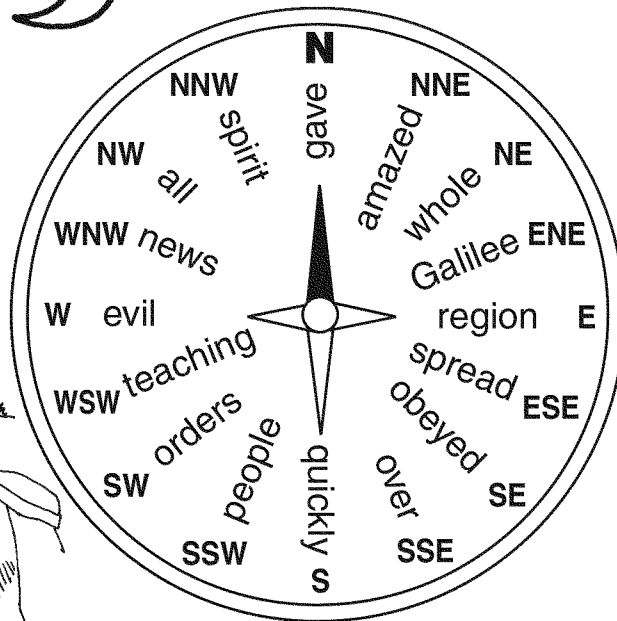 N
gave
NNE
amazed
NE
whole
ENE
Galilee
E
region
ESE
spread
SE
obeyed
SSE
over
S
quickly
SSW
people
SW
orders
WSW
teaching
W
evil
WNW
news
NW
all
NNW
spirit